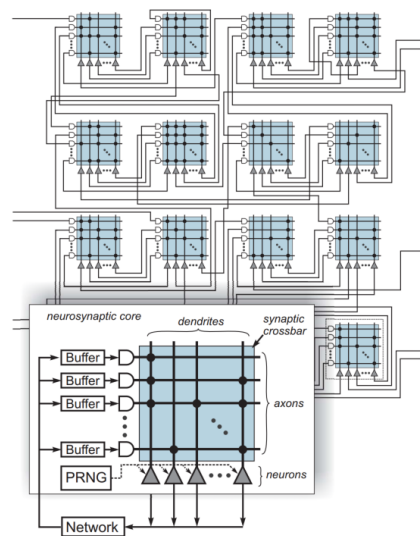 neurosynaptic core
synaptic
crossbar
dendrites
Buffer
Buffer
Buffer
axons
Buffer
PRNG
neurons
Network